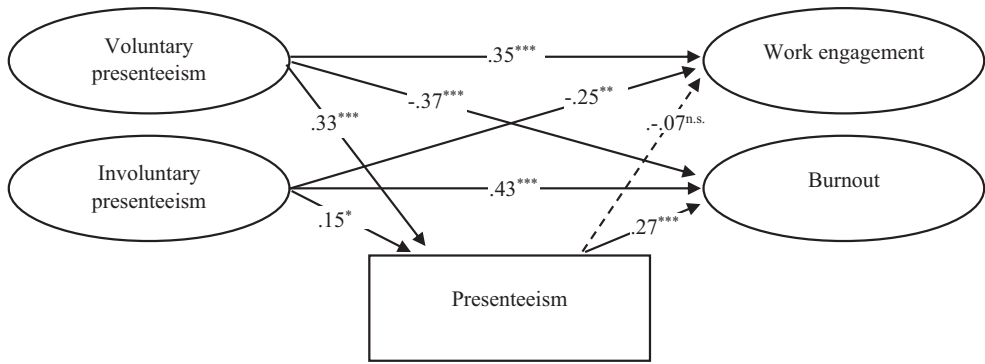 Voluntary
presenteeism
Work engagement
.35***
-.37***
-.25**
.33***
.-.07n.s.
Involuntary
presenteeism
Burnout
.43***
.15*
.27***
Presenteeism